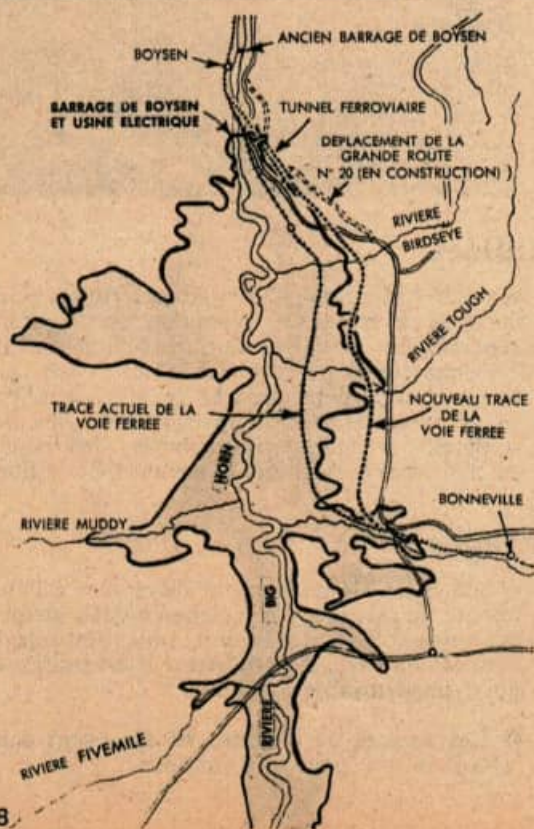 ANCIEN BARRAGE DE BOYSEN
BOYSEN
BARRAGE DE BOYSEN
ET USINE ELECTRIQUE
TUNNEL FERROVIAIRE
DEPLACEMENT DE LA
GRANDE ROUTE
N° 20 (EN CONSTRUCTION)
RIVIERE
BIRDSEYE
RIVIERE TOUGH
TRACE ACTUEL DE LA
VOIE FERREE
NOUVEAU TRACE
DE LA
VOIE FERREE
HORN
BONNEVILLE
RIVIERE MUDDY
BIG
RIVIERE
RIVIERE FIVEMILE
8